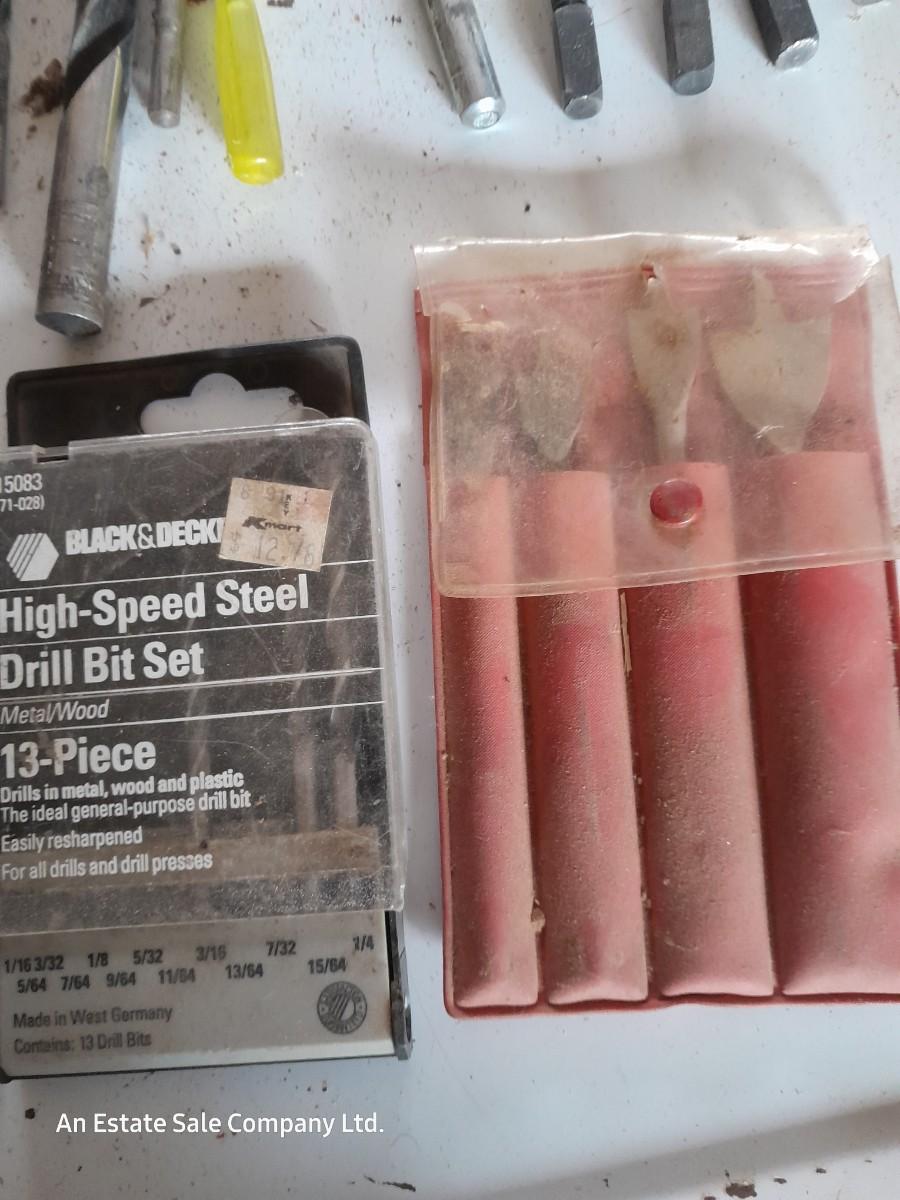 15083
71-028)
BLACK&DECKE
Kmart
$ 12.76
High-Speed Steel
Drill Bit Set
Metal/Wood
13-Piece
Drills in metal, wood and plastic
The ideal general-purpose drill bit
Easily resharpened
For all drills and drill presses
1/16 3/32 1/8 5/32 3/16 7/32 1/4
5/64 7/64 9/64 11/64 13/64 15/64
Made in West Germany
Contains: 13 Drill Bits
An Estate Sale Company Ltd.